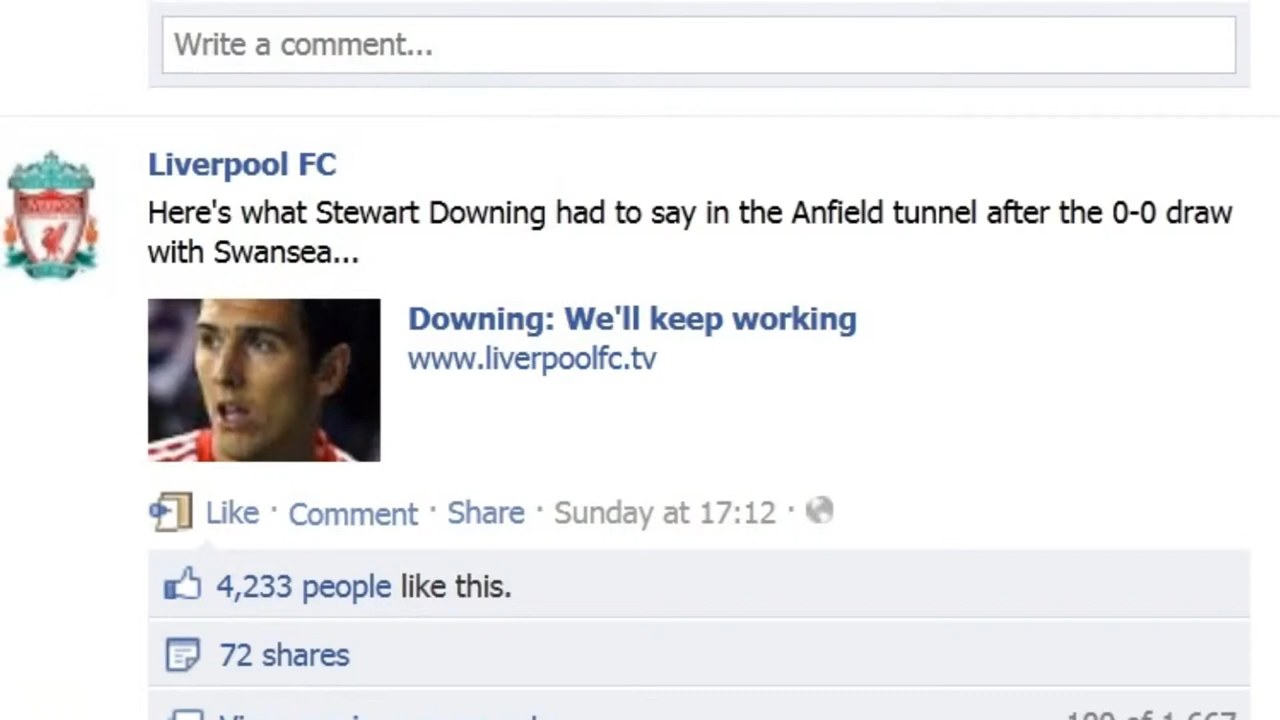 Write a comment...
Liverpool FC
Here's what Stewart Downing had to say in the Anfield tunnel after the 0-0 draw
with Swansea...
Downing: We'll keep working
www.liverpoolfc.tv
Like · Comment · Share · Sunday at 17:12 ·
4,233 people like this.
72 shares